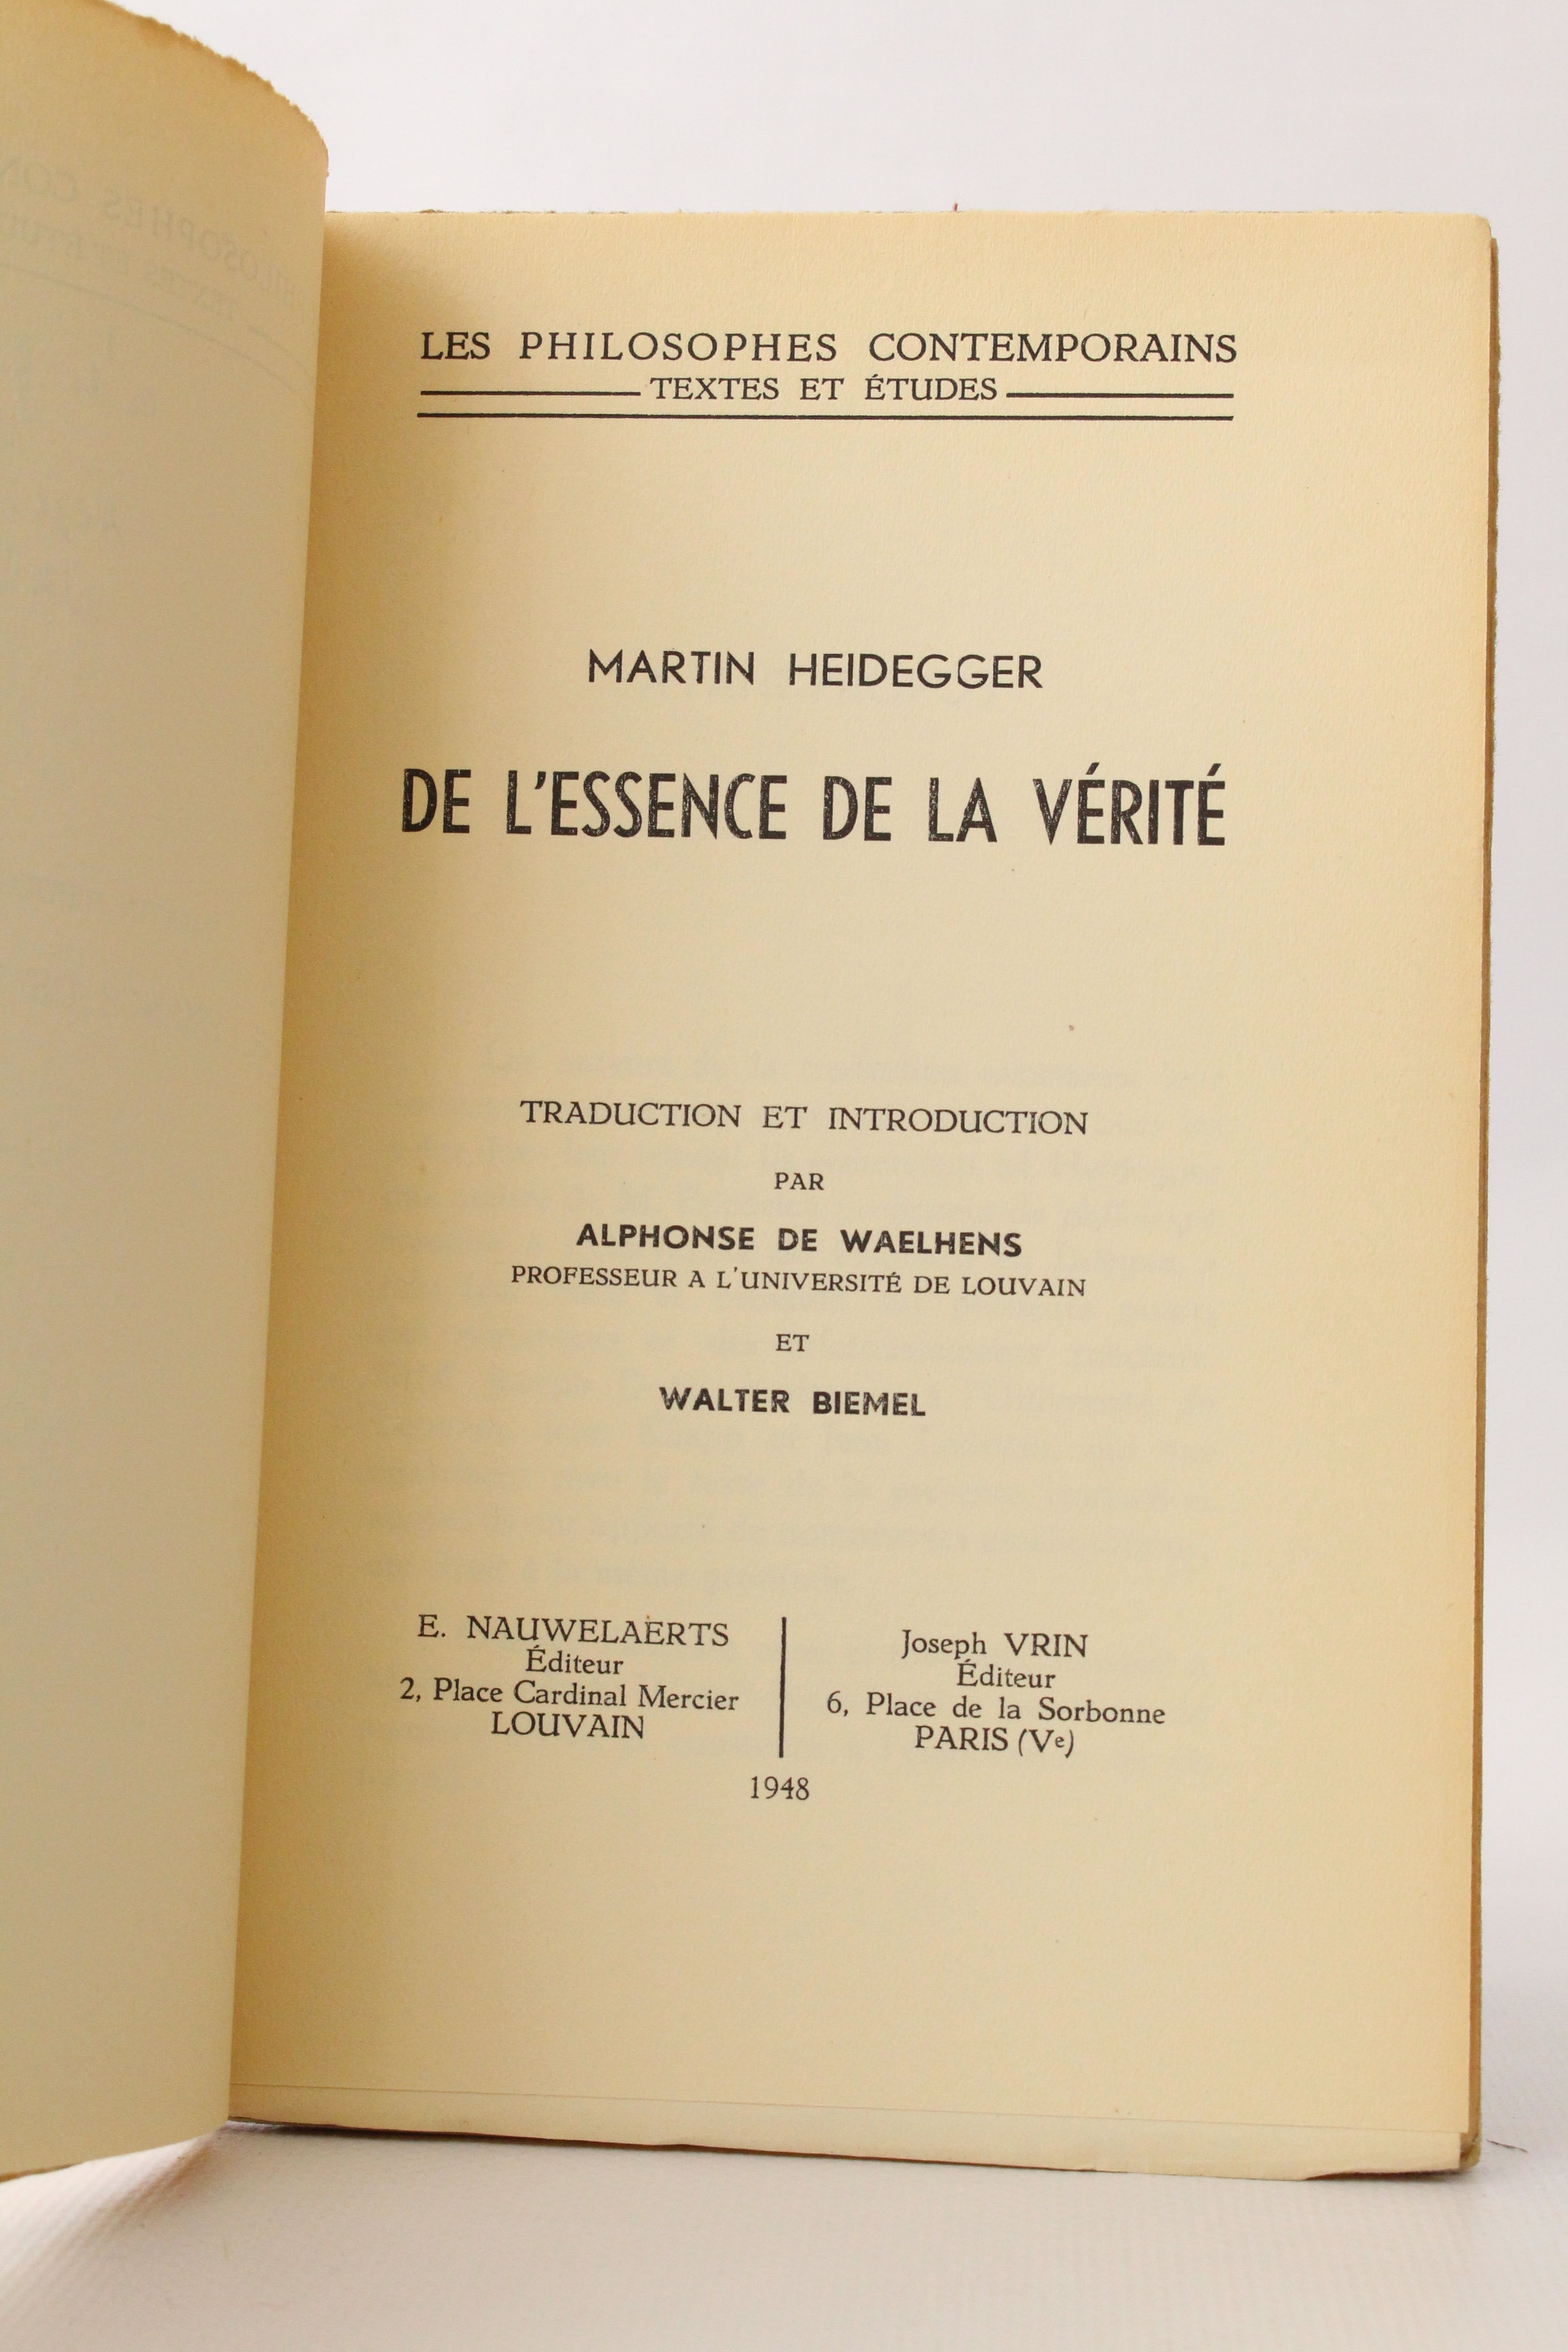 LES PHILOSOPHES CONTEMPORAINS
TEXTES ET ÉTUDES
MARTIN HEIDEGGER
DE L'ESSENCE DE LA VÉRITÉ
TRADUCTION ET INTRODUCTION
PAR
ALPHONSE DE WAELHENS
PROFESSEUR A L'UNIVERSITÉ DE LOUVAIN
ET
WALTER BIEMEL
E. NAUWELAERTS
Éditeur
2, Place Cardinal Mercier
LOUVAIN
Joseph VRIN
Éditeur
6, Place de la Sorbonne
PARIS (Ve)
1948